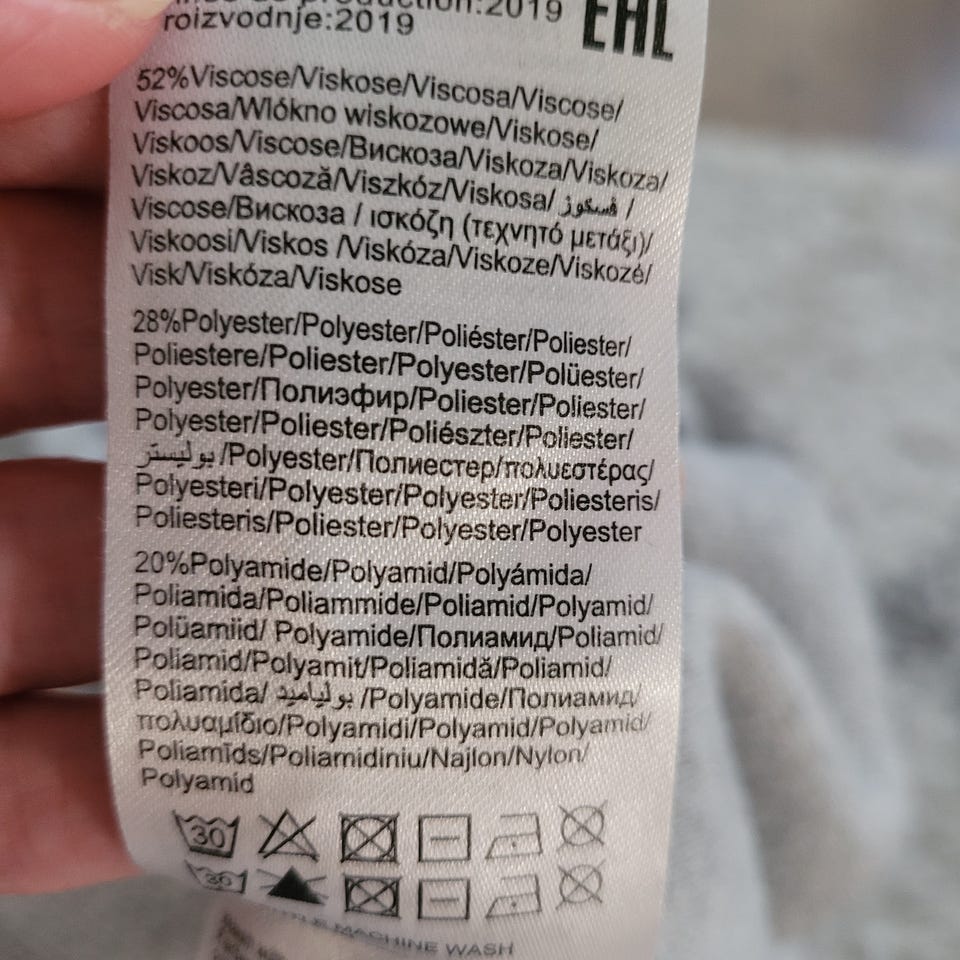 production:2019
roizvodnje:2019
EAC
52%Viscose/Viskose/Viscosa/Viscose/
Viscosa/Wlókno wiskozowe/Viskose/
Viskoos/Viscose/Вискоза/Viskoza/Viskoza/
Viskoz/Vâscoză/Viszkóz/Viskosa/ فسكوز /
Viscose/Вискоза / ισκόζη (τεχνητό μετάξι)/
Viskoosi/Viskos /Viskóza/Viskoze/Viskozė/
Visk/Viskóza/Viskose
28%Polyester/Polyester/Poliéster/Poliester/
Poliestere/Poliester/Polyester/Polüester/
Polyester/Полиэфир/Poliester/Poliester/
Polyester/Poliester/Poliészter/Poliester/
بوليستر /Polyester/Полиестер/πολυεστέρας/
Polyesteri/Polyester/Polyester/Poliesteris/
Poliesteris/Poliester/Polyester/Polyester
20%Polyamide/Polyamid/Polyámida/
Poliamida/Poliammide/Poliamid/Polyamid/
Polüamiid/ Polyamide/Полиамид/Poliamid/
Poliamid/Polyamit/Poliamidă/Poliamid/
Poliamida/ بولياميد /Polyamide/Полиамид/
πολυαμίδιο/Polyamidi/Polyamid/Polyamid/
Poliamīds/Poliamidiniu/Najlon/Nylon/
Polyamid
30
30
MACHINE WASH